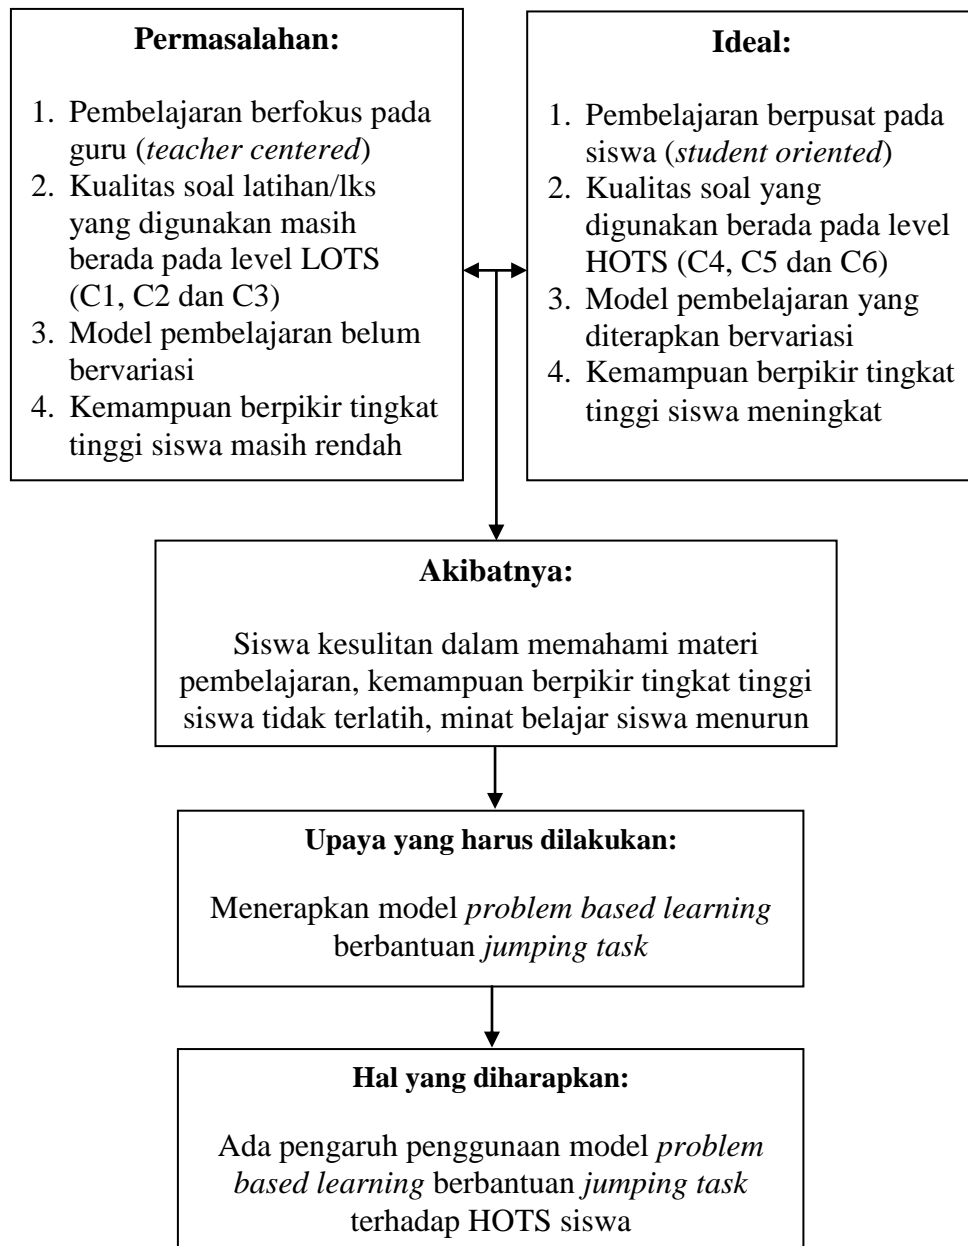 Permasalahan:
1. Pembelajaran berfokus pada
guru (teacher centered)
2. Kualitas soal latihan/lks
yang digunakan masih
berada pada level LOTS
(C1, C2 dan C3)
3. Model pembelajaran belum
bervariasi
4. Kemampuan berpikir tingkat
tinggi siswa masih rendah
Ideal:
1. Pembelajaran berpusat pada
siswa (student oriented)
2. Kualitas soal yang
digunakan berada pada level
HOTS (C4, C5 dan C6)
3. Model pembelajaran yang
diterapkan bervariasi
4. Kemampuan berpikir tingkat
tinggi siswa meningkat
Akibatnya:
Siswa kesulitan dalam memahami materi
pembelajaran, kemampuan berpikir tingkat tinggi
siswa tidak terlatih, minat belajar siswa menurun
Upaya yang harus dilakukan:
Menerapkan model problem based learning
berbantuan jumping task
Hal yang diharapkan:
Ada pengaruh penggunaan model problem
based learning berbantuan jumping task
terhadap HOTS siswa